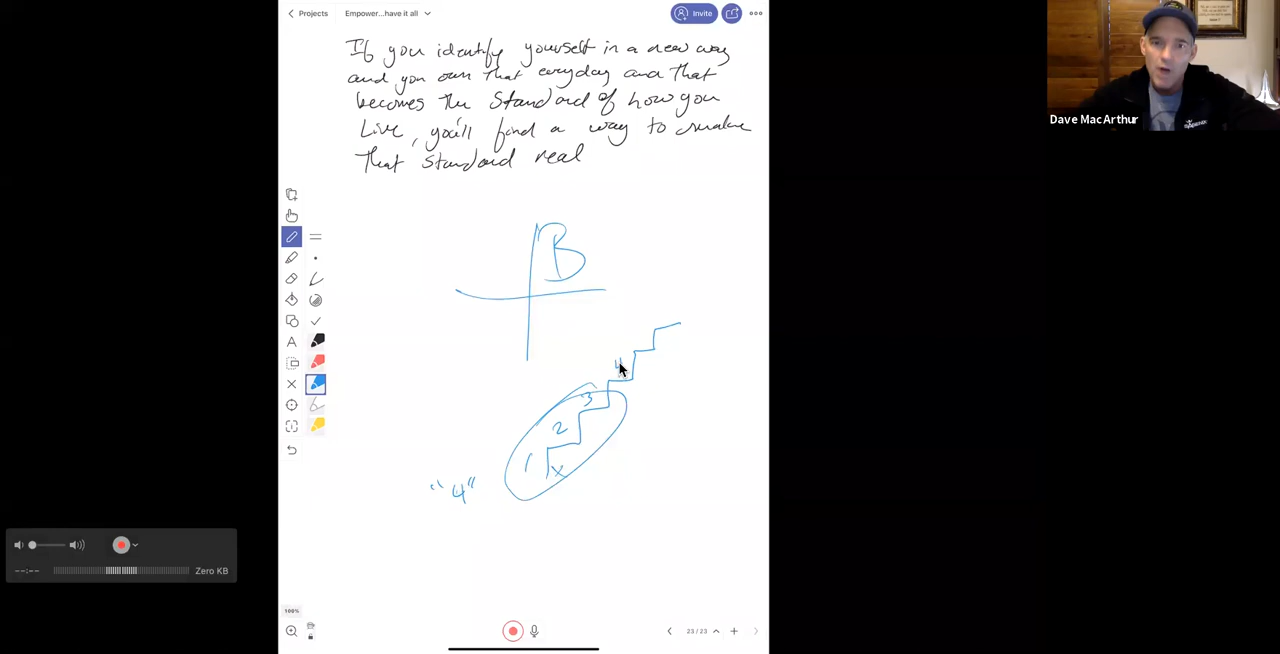 Projects
Empower...have it all
Invite
If you identify yourself in a new way
and you own that everyday and that
becomes the standard of how you
Live, you'll find a way to make
that standard real
B
4
3
2
1
X
"4"
Dave MacArthur
--:--
Zero KB
100%
23/23